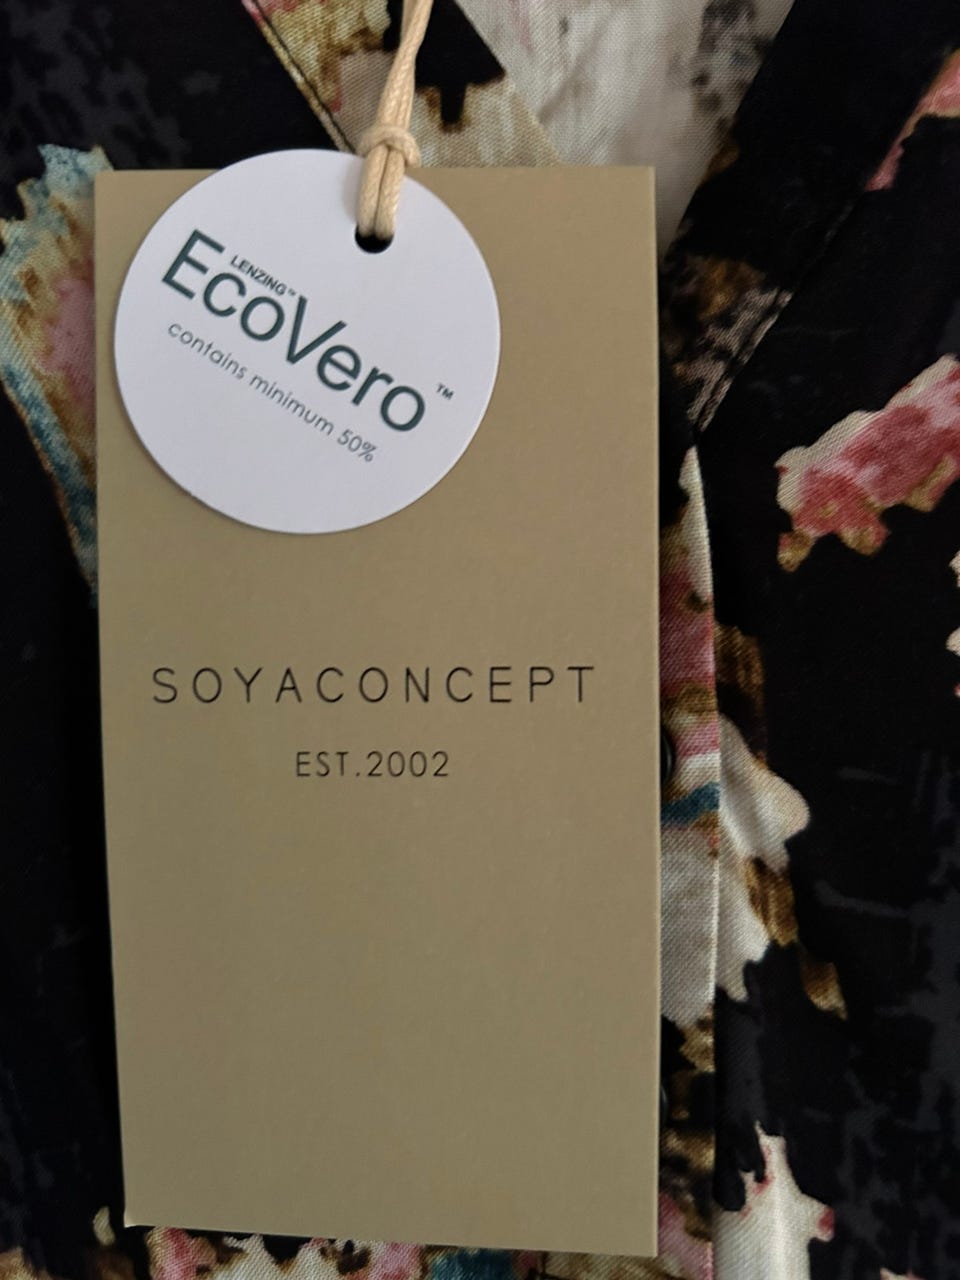 LENZING™
EcoVero™
contains minimum 50%
SOYACONCEPT
EST.2002